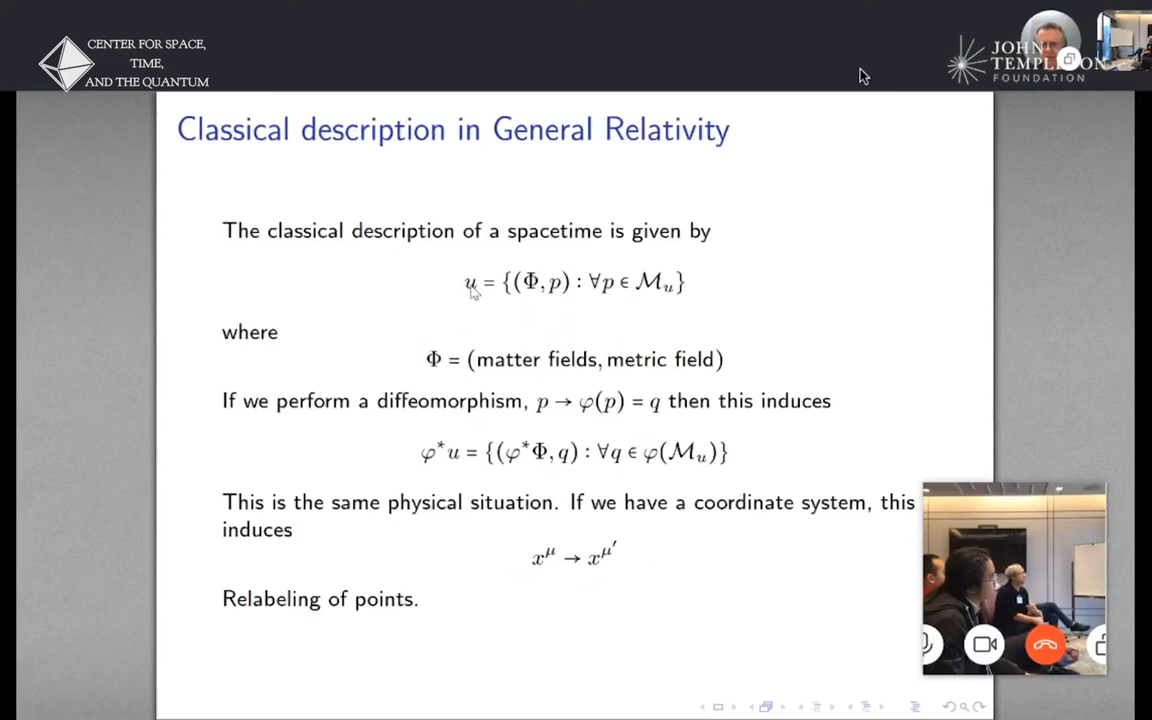 CENTER FOR SPACE,
TIME,
AND THE QUANTUM
JOHN
TEMPLETON
FOUNDATION
Classical description in General Relativity
The classical description of a spacetime is given by
u = {(Φ, p) : ∀p ∈ ℳᵤ}
where
Φ = (matter fields, metric field)
If we perform a diffeomorphism, p → φ(p) = q then this induces
φ*u = {(φ*Φ, q) : ∀q ∈ φ(ℳᵤ)}
This is the same physical situation. If we have a coordinate system, this
induces
x^μ → x^μ′
Relabeling of points.